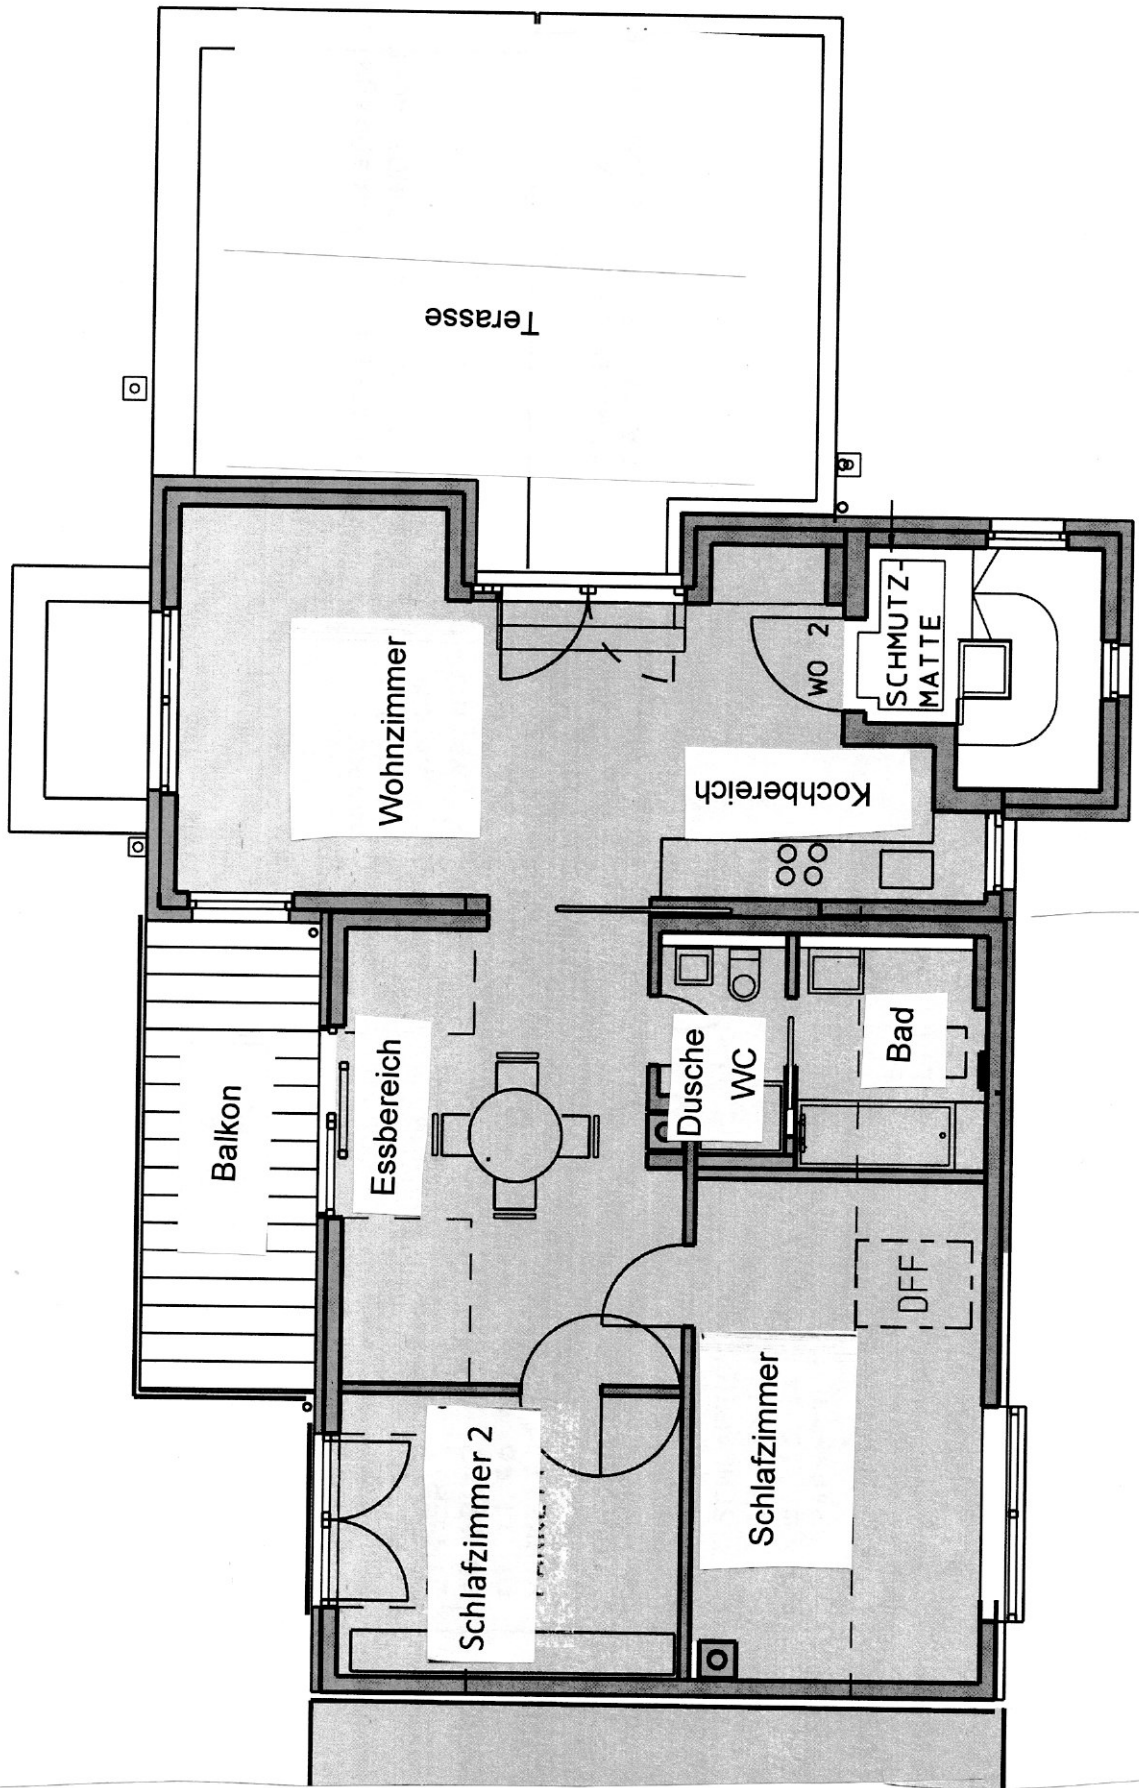 Terasse
Wohnzimmer
WO 2
SCHMUTZ-
MATTE
Kochbereich
Balkon
Essbereich
Dusche
WC
Bad
DFF
Schlafzimmer 2
Schlafzimmer